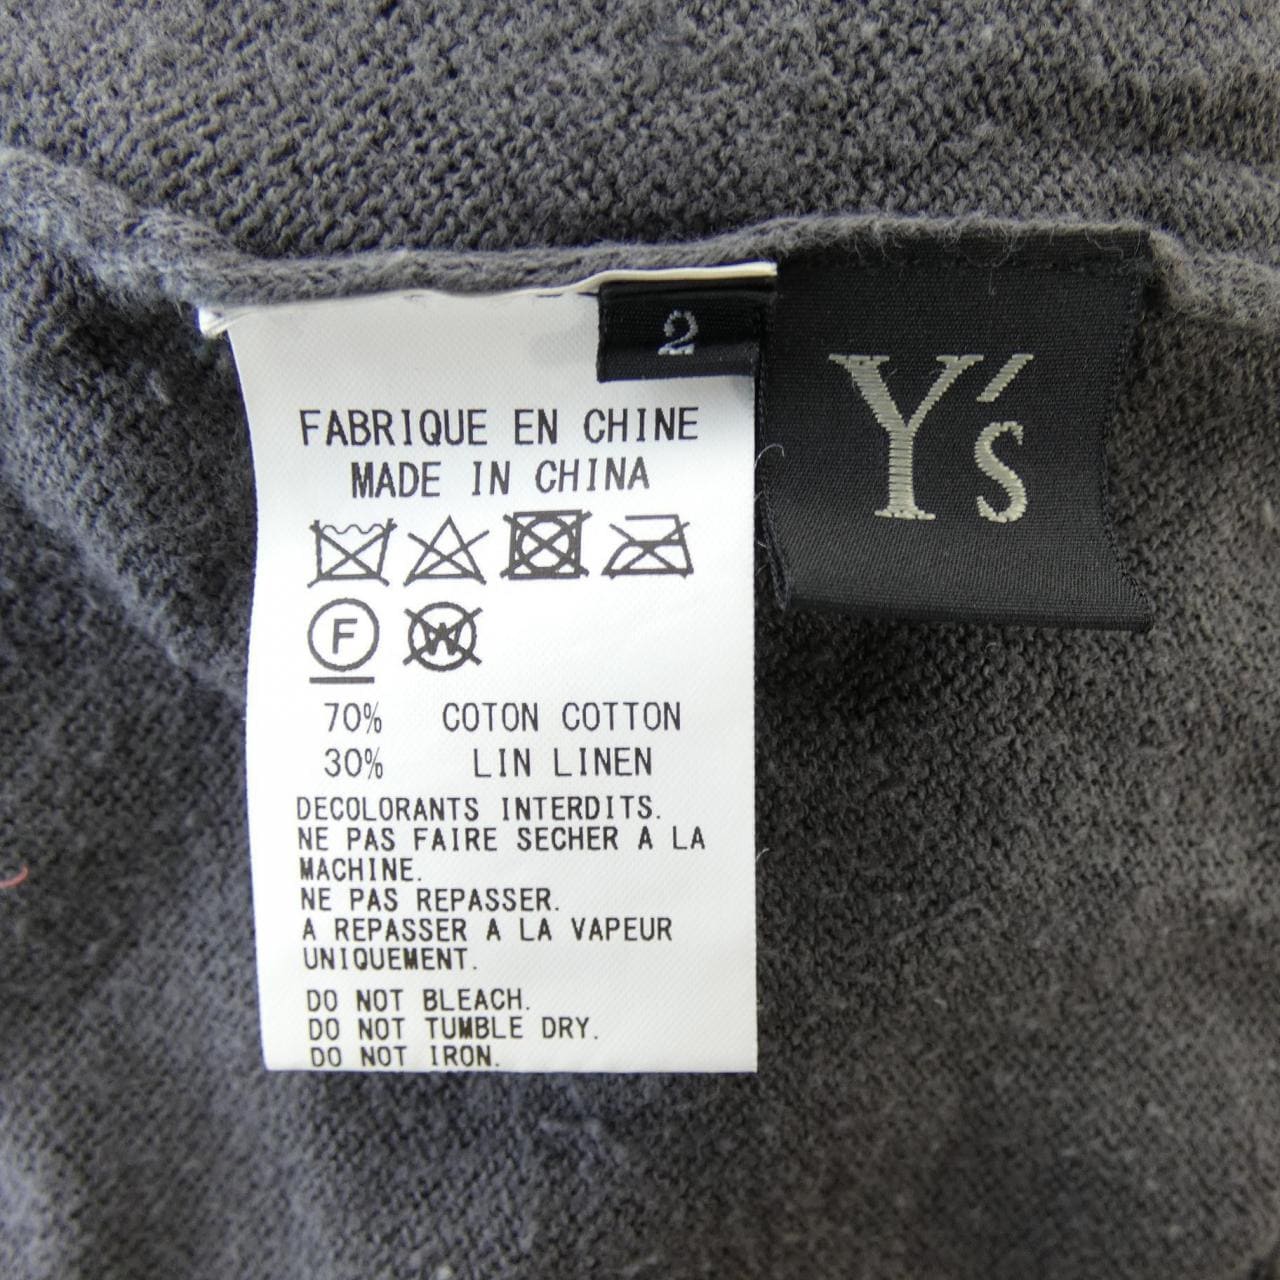 2
Y's
FABRIQUE EN CHINE
MADE IN CHINA
F W
70% COTON COTTON
30% LIN LINEN
DECOLORANTS INTERDITS.
NE PAS FAIRE SECHER A LA
MACHINE.
NE PAS REPASSER.
A REPASSER A LA VAPEUR
UNIQUEMENT.
DO NOT BLEACH.
DO NOT TUMBLE DRY.
DO NOT IRON.